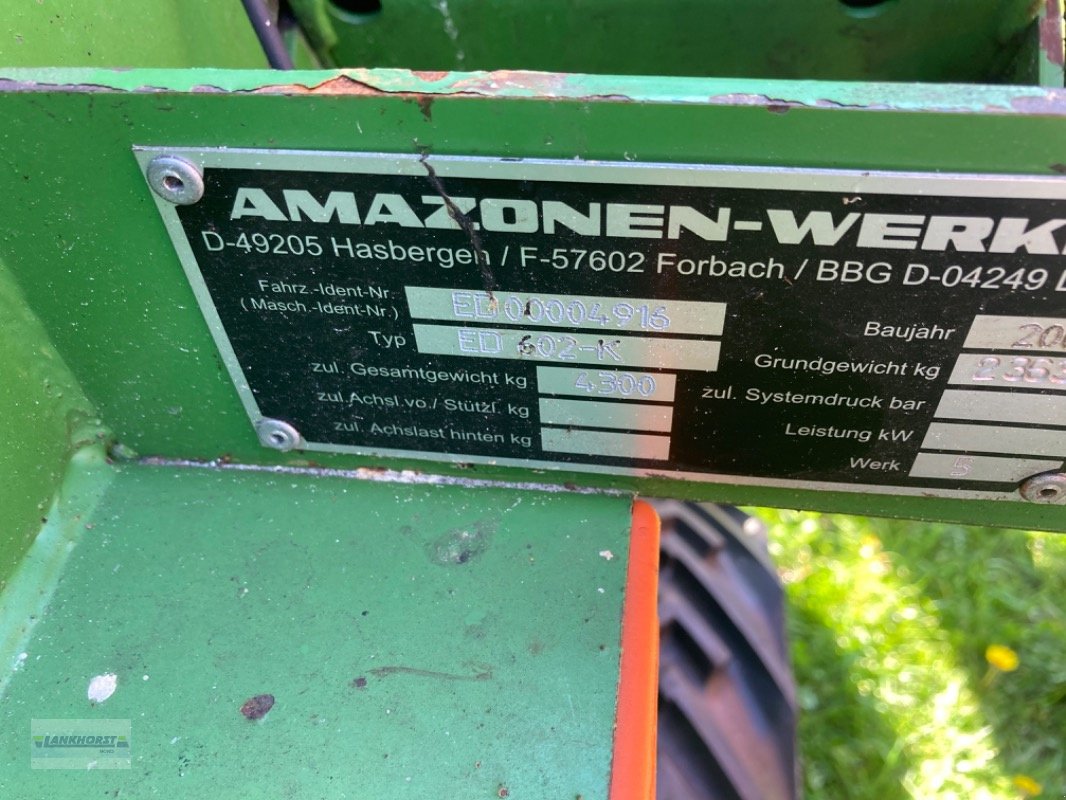 AMAZONEN-WERK
D-49205 Hasbergen / F-57602 Forbach / BBG D-04249
Fahrz.-Ident-Nr.
(Masch.-Ident-Nr.) ED00004916
Typ ED 602-K
zul. Gesamtgewicht kg 4300
zul.Achsl.vo./ Stützl. kg
zul. Achslast hinten kg
Baujahr
Grundgewicht kg
zul. Systemdruck bar
Leistung kW
Werk 5
LANKHORST